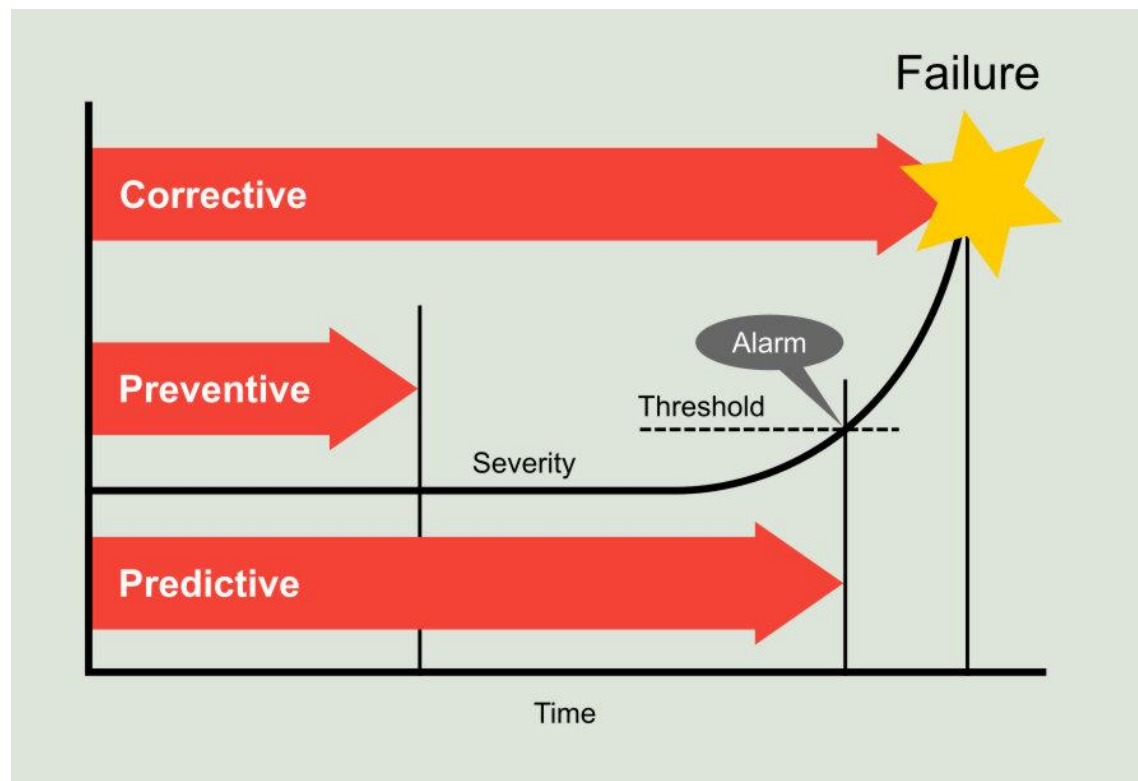 Failure
Corrective
Alarm
Preventive
Threshold
Severity
Predictive
Time